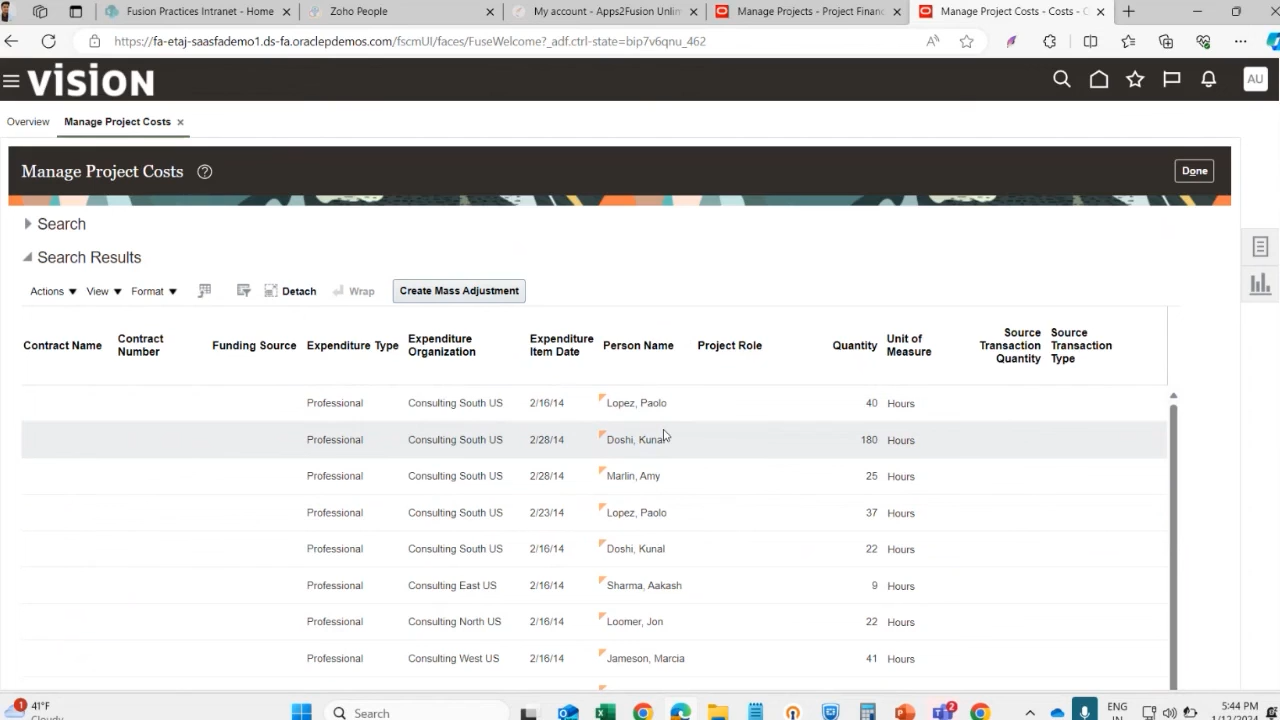 Fusion Practices Intranet - Home
Zoho People
My account - Apps2Fusion Unlim
Manage Projects - Project Financ
Manage Project Costs - Costs - C
https://fa-etaj-saasfademo1.ds-fa.oraclepdemos.com/fscmUI/faces/FuseWelcome?_adf.ctrl-state=bip7v6qnu_462
VISION
AU
Overview
Manage Project Costs
Manage Project Costs
Done
Search
Search Results
Actions View Format Detach Wrap Create Mass Adjustment
Contract Name Contract Number Funding Source Expenditure Type Expenditure Organization Expenditure Item Date Person Name Project Role Quantity Unit of Measure Source Transaction Quantity Source Transaction Type
Professional Consulting South US 2/16/14 Lopez, Paolo 40 Hours
Professional Consulting South US 2/28/14 Doshi, Kunal 180 Hours
Professional Consulting South US 2/28/14 Marlin, Amy 25 Hours
Professional Consulting South US 2/23/14 Lopez, Paolo 37 Hours
Professional Consulting South US 2/16/14 Doshi, Kunal 22 Hours
Professional Consulting East US 2/16/14 Sharma, Aakash 9 Hours
Professional Consulting North US 2/16/14 Loomer, Jon 22 Hours
Professional Consulting West US 2/16/14 Jameson, Marcia 41 Hours
1
41°F
Cloudy
Search
2
ENG
IN
5:44 PM